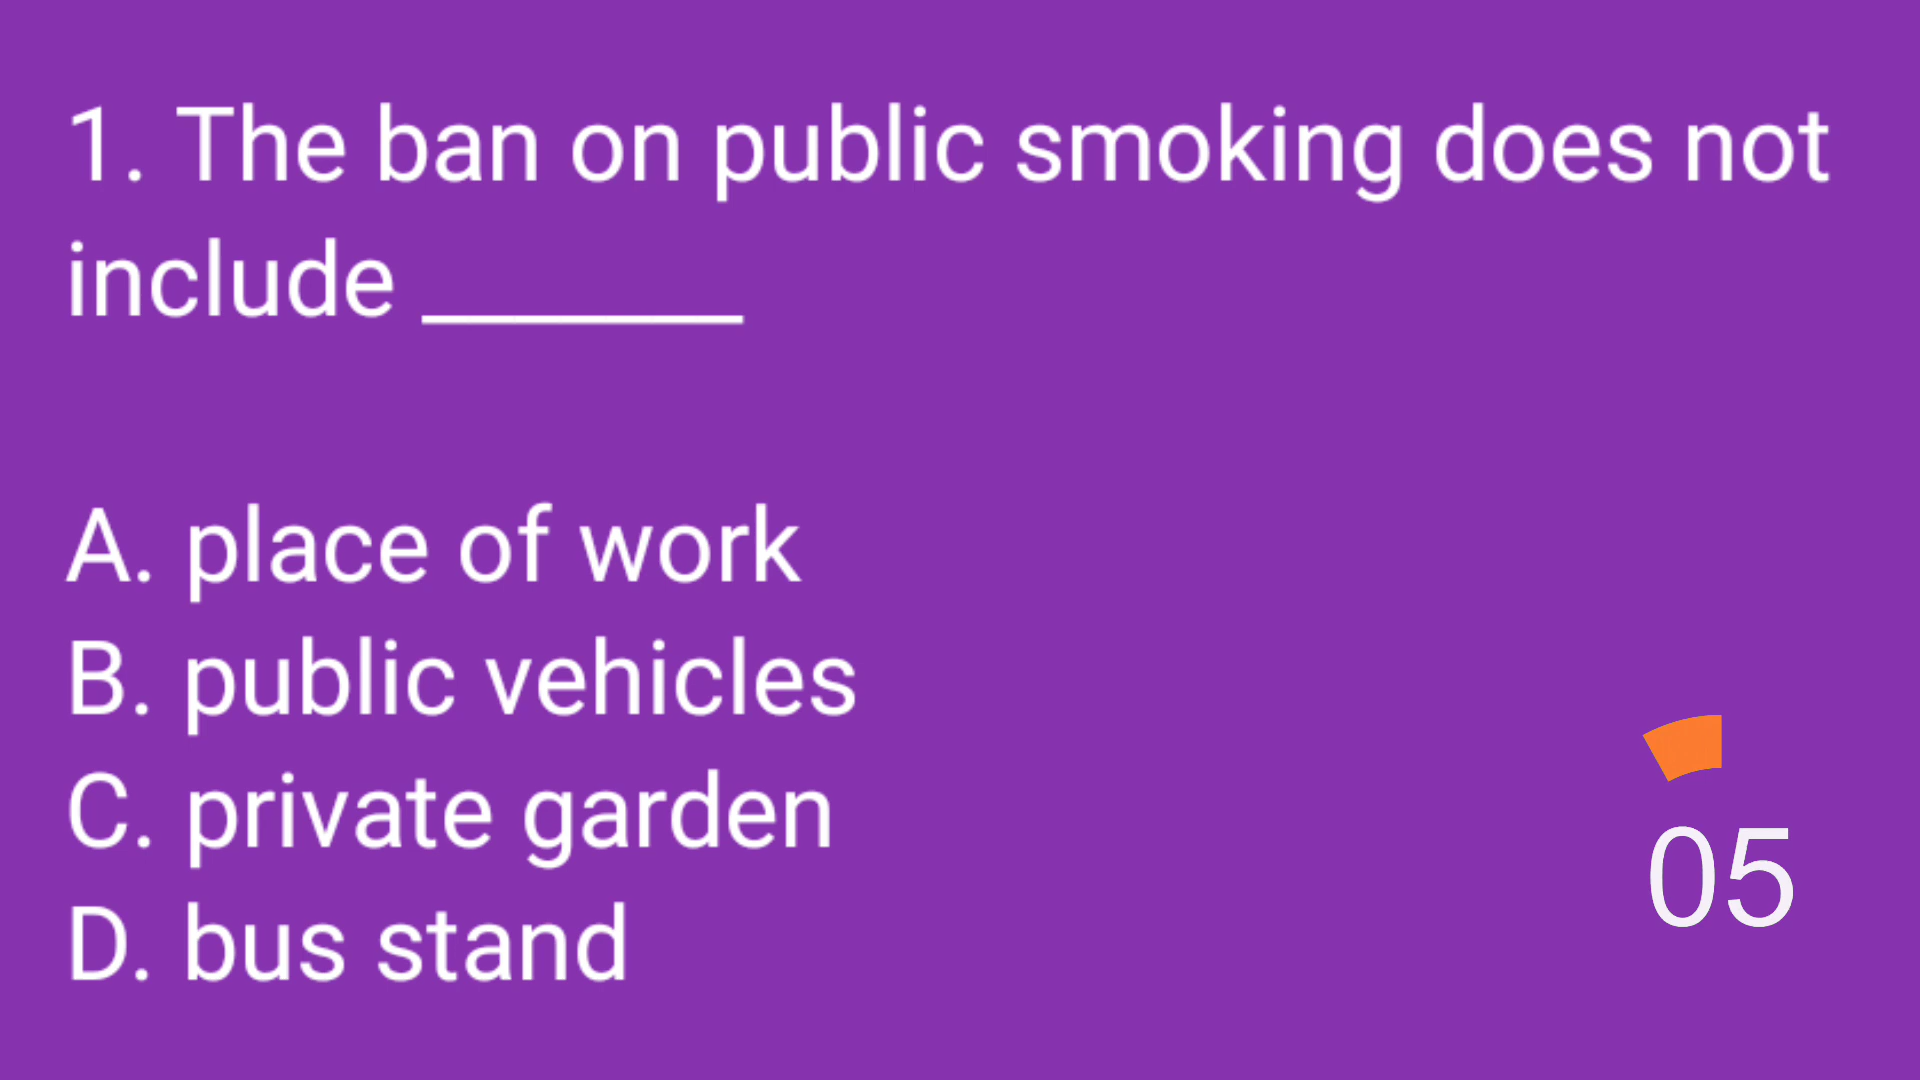 1. The ban on public smoking does not
include ________
A. place of work
B. public vehicles
C. private garden
D. bus stand
05